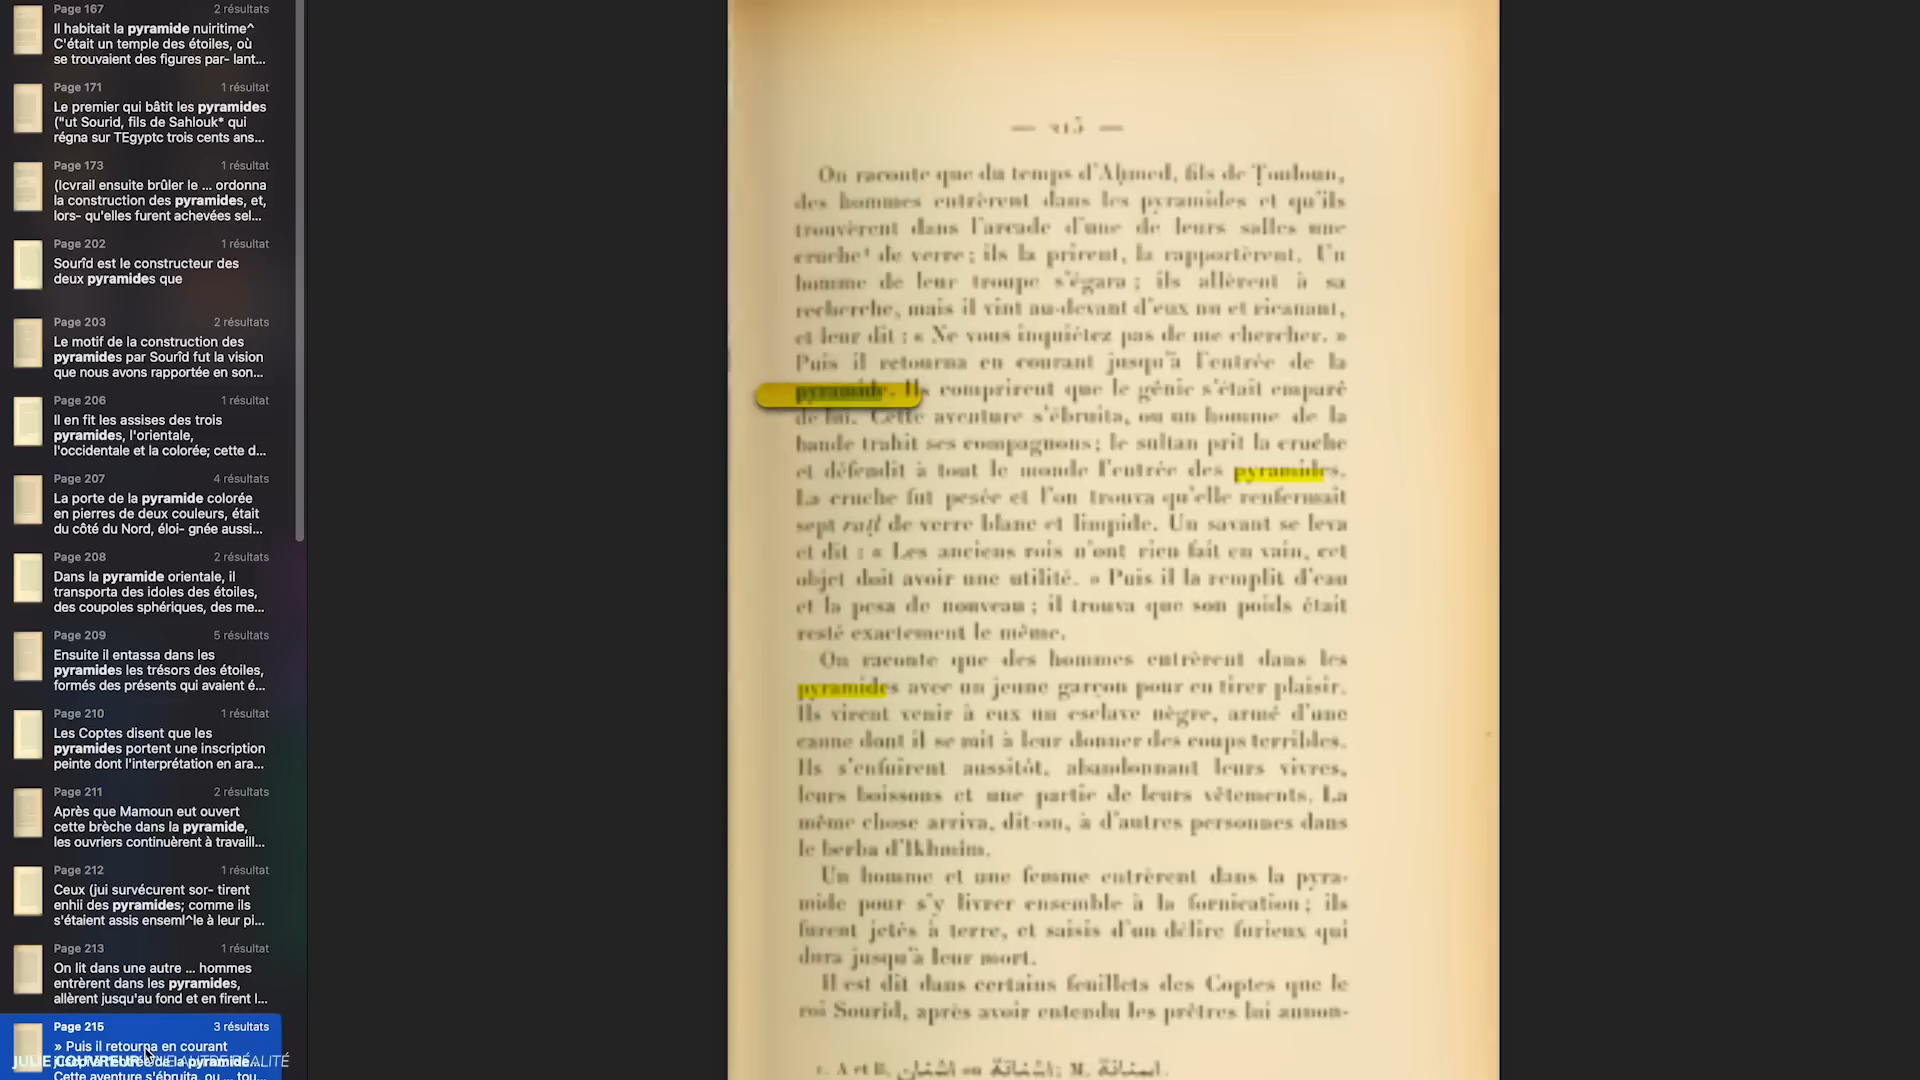 Page 167 2 résultats
Il habitait la pyramide nuiritime^
C'était un temple des étoiles, où
se trouvaient des figures par- lant...
Page 171 1 résultat
Le premier qui bâtit les pyramides
("ut Sourid, fils de Sahlouk* qui
régna sur TEgyptc trois cents ans...
Page 173 1 résultat
(Icvrail ensuite brûler le ... ordonna
la construction des pyramides, et,
lors- qu'elles furent achevées sel...
Page 202 1 résultat
Sourîd est le constructeur des
deux pyramides que
Page 203 2 résultats
Le motif de la construction des
pyramides par Sourîd fut la vision
que nous avons rapportée en son...
Page 206 1 résultat
Il en fit les assises des trois
pyramides, l'orientale,
l'occidentale et la colorée; cette d...
Page 207 4 résultats
La porte de la pyramide colorée
en pierres de deux couleurs, était
du côté du Nord, éloi- gnée aussi...
Page 208 2 résultats
Dans la pyramide orientale, il
transporta des idoles des étoiles,
des coupoles sphériques, des me...
Page 209 5 résultats
Ensuite il entassa dans les
pyramides les trésors des étoiles,
formés des présents qui avaient é...
Page 210 1 résultat
Les Coptes disent que les
pyramides portent une inscription
peinte dont l'interprétation en ara...
Page 211 2 résultats
Après que Mamoun eut ouvert
cette brèche dans la pyramide,
les ouvriers continuèrent à travaill...
Page 212 1 résultat
Ceux (jui survécurent sor- tirent
enhii des pyramides; comme ils
s'étaient assis enseml^le à leur pi...
Page 213 1 résultat
On lit dans une autre ... hommes
entrèrent dans les pyramides,
allèrent jusqu'au fond et en firent l...
Page 215 3 résultats
» Puis il retourna en courant
jusqu'à l'entrée de la pyramide...
Cette aventure s'ébruita, ou ... tou...
JULIE COUVREUR UNE AUTRE RÉALITÉ
— 215 —
On raconte que du temps d'Aḥmed, fils de Ṭouloun,
des hommes entrèrent dans les pyramides et qu'ils
trouvèrent dans l'arcade d'une de leurs salles une
cruche¹ de verre; ils la prirent, la rapportèrent. Un
homme de leur troupe s'égara; ils allèrent à sa
recherche, mais il vint au-devant d'eux nu et ricanant,
et leur dit : « Ne vous inquiétez pas de me chercher. »
Puis il retourna en courant jusqu'à l'entrée de la
pyramide. Ils comprirent que le génie s'était emparé
de lui. Cette aventure s'ébruita, ou un homme de la
bande trahit ses compagnons; le sultan prit la cruche
et défendit à tout le monde l'entrée des pyramides.
La cruche fut pesée et l'on trouva qu'elle renfermait
sept raṭl de verre blanc et limpide. Un savant se leva
et dit : « Les anciens rois n'ont rien fait en vain, cet
objet doit avoir une utilité. » Puis il la remplit d'eau
et la pesa de nouveau; il trouva que son poids était
resté exactement le même.
On raconte que des hommes entrèrent dans les
pyramides avec un jeune garçon pour en tirer plaisir.
Ils virent venir à eux un esclave nègre, armé d'une
canne dont il se mit à leur donner des coups terribles.
Ils s'enfuirent aussitôt, abandonnant leurs vivres,
leurs boissons et une partie de leurs vêtements. La
même chose arriva, dit-on, à d'autres personnes dans
le berba d'Ikhmim.
Un homme et une femme entrèrent dans la pyra-
mide pour s'y livrer ensemble à la fornication; ils
furent jetés à terre, et saisis d'un délire furieux qui
dura jusqu'à leur mort.
Il est dit dans certains feuillets des Coptes que le
roi Sourid, après avoir entendu les prêtres lui annon-
1. A et B, ou ; M,